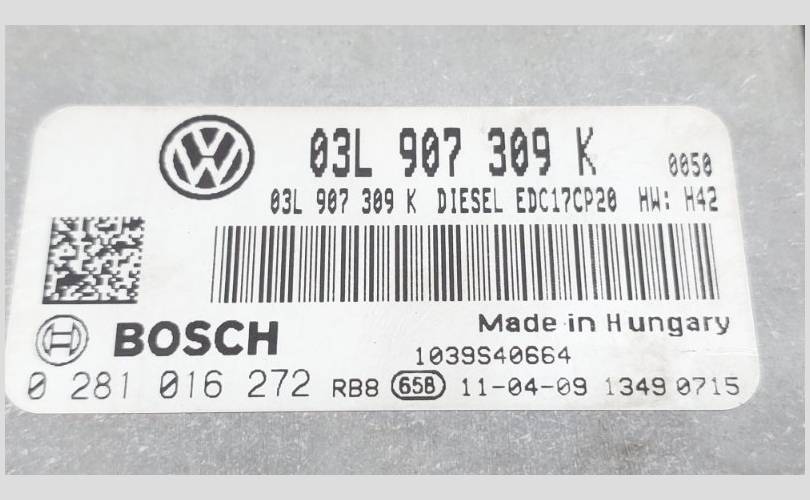 03L 907 309 K 0050
03L 907 309 K DIESEL EDC17CP20 HW: H42
Made in Hungary
BOSCH
1039S40664
0 281 016 272 RB8 65B 11-04-09 1349 0715